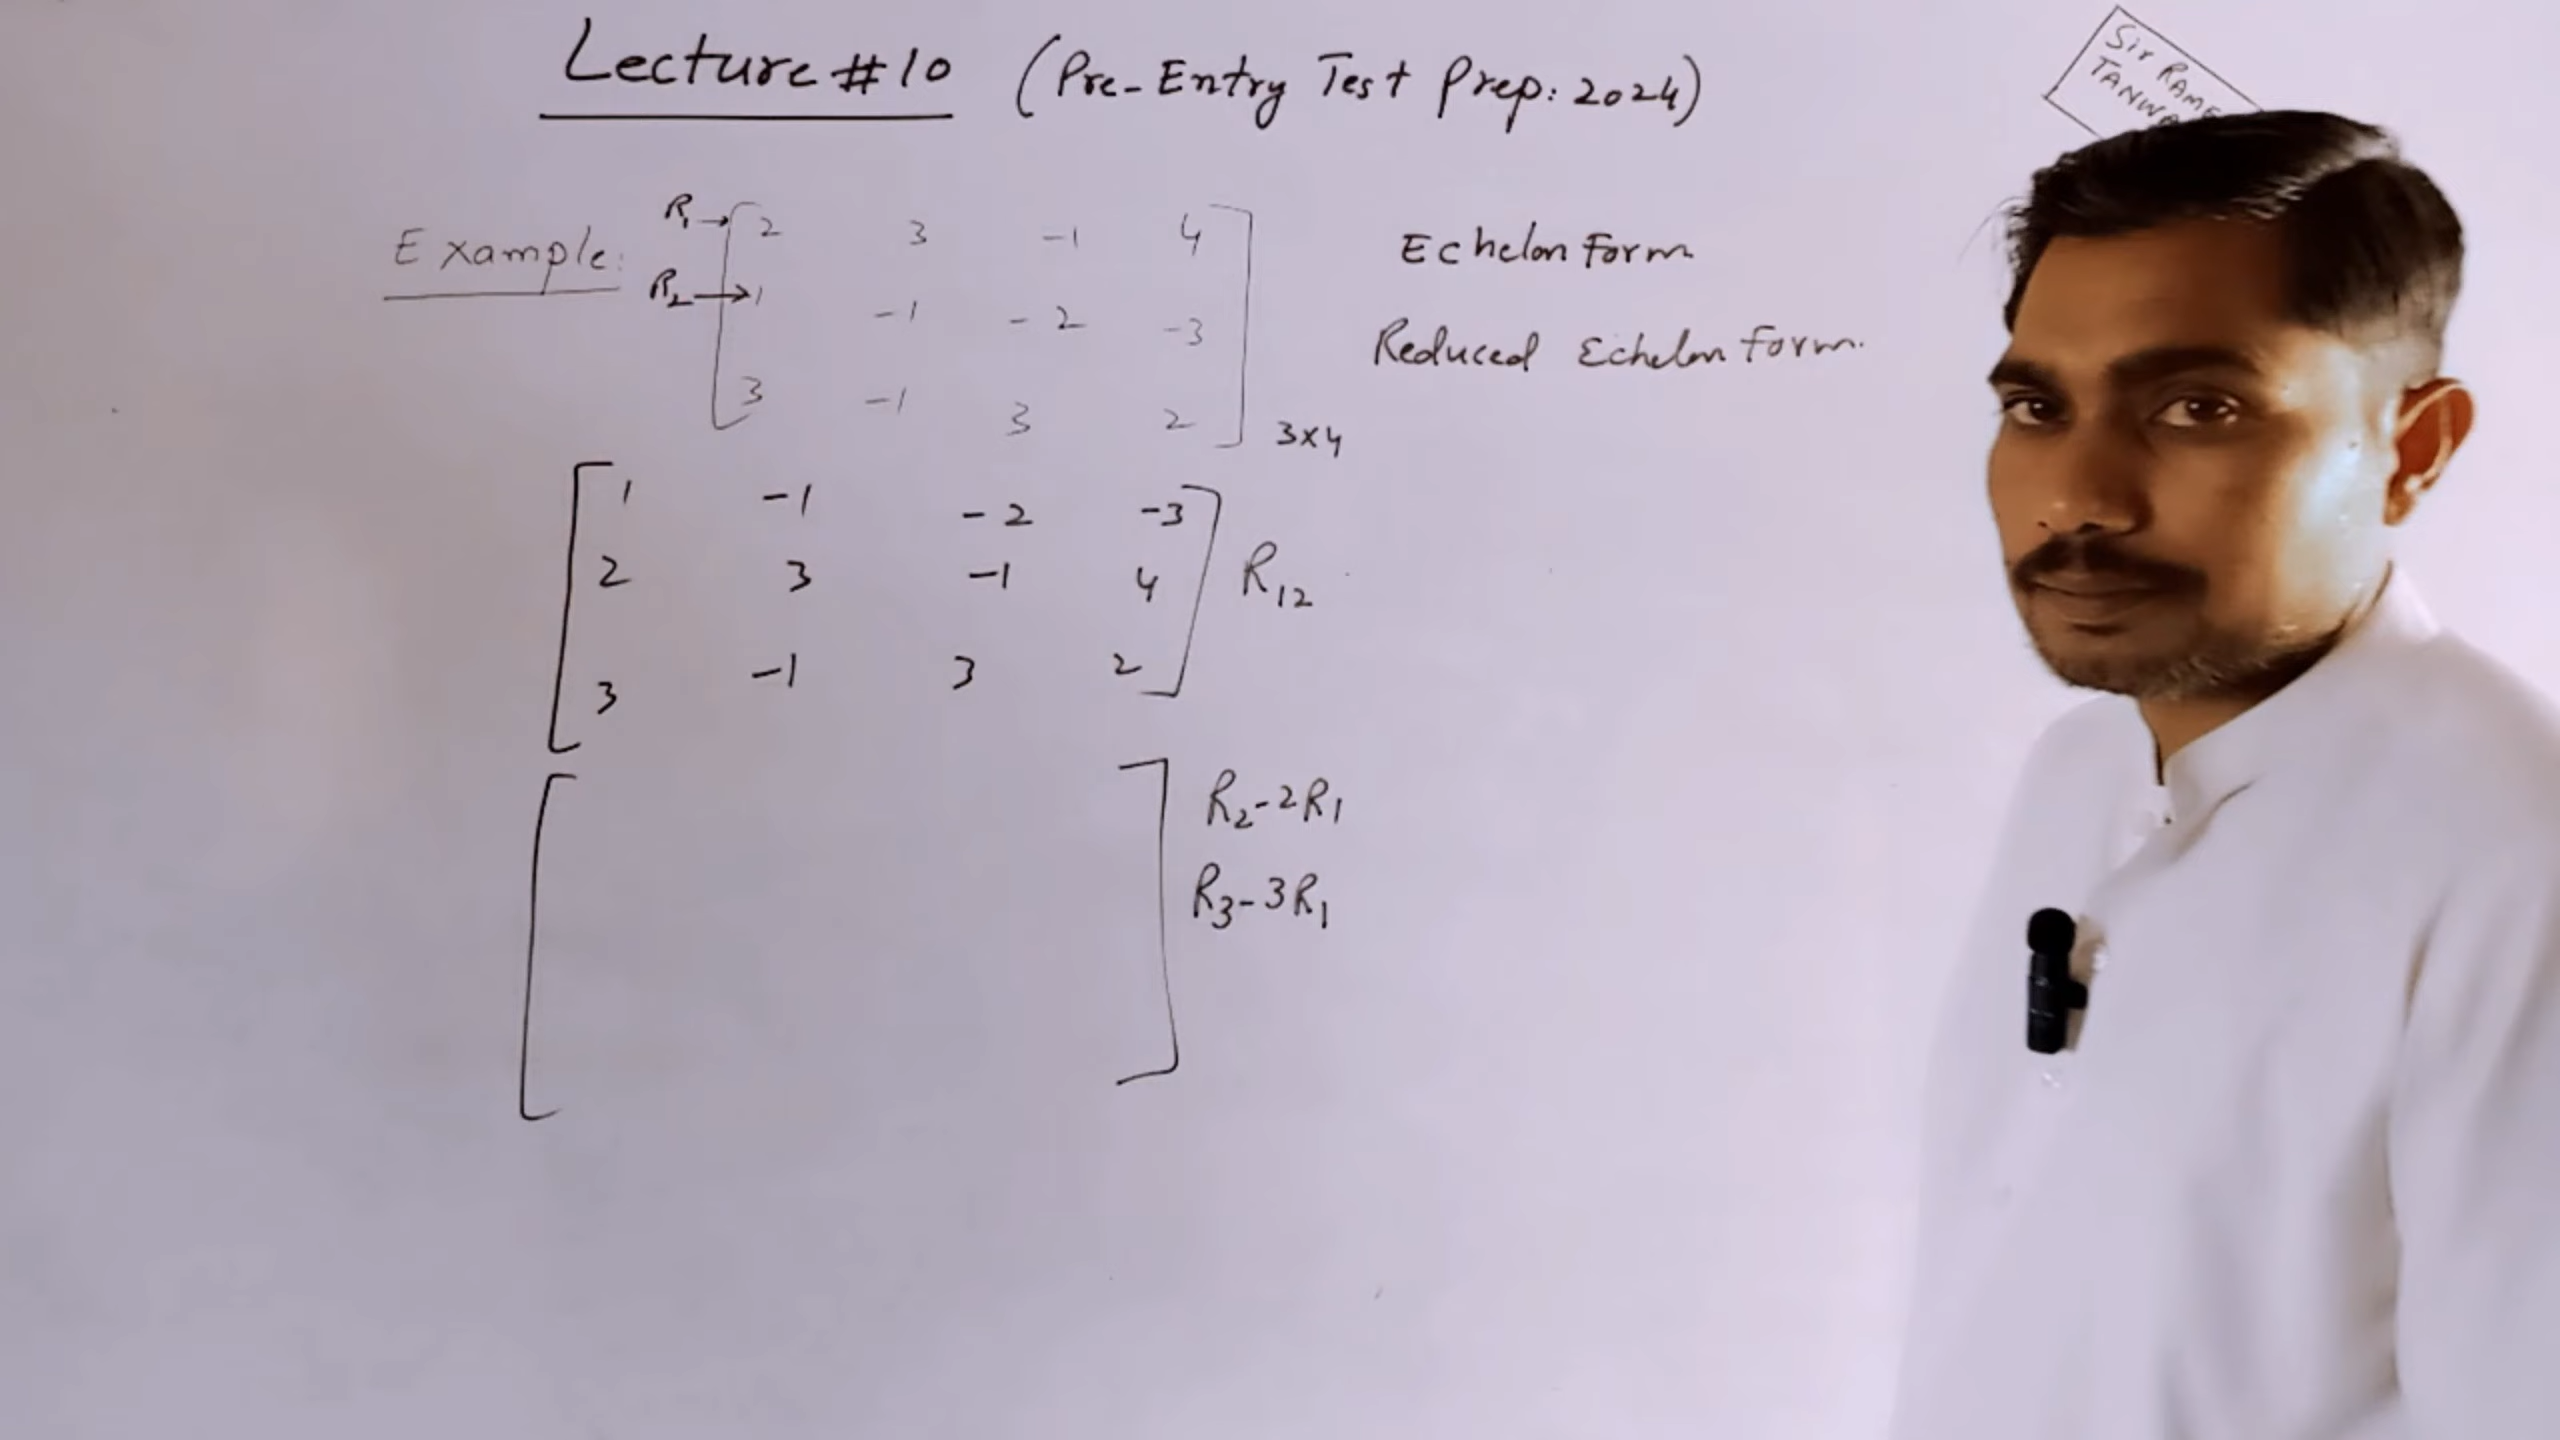 Lecture #10 (Pre-Entry Test Prep: 2024)
Sir
Example: R1 → 2 3 -1 4
R2 → 1 -1 -2 -3
3 -1 3 2
3x4
Echelon Form
Reduced Echelon Form.
1 -1 -2 -3
2 3 -1 4 R12
3 -1 3 2
R2-2R1
R3-3R1